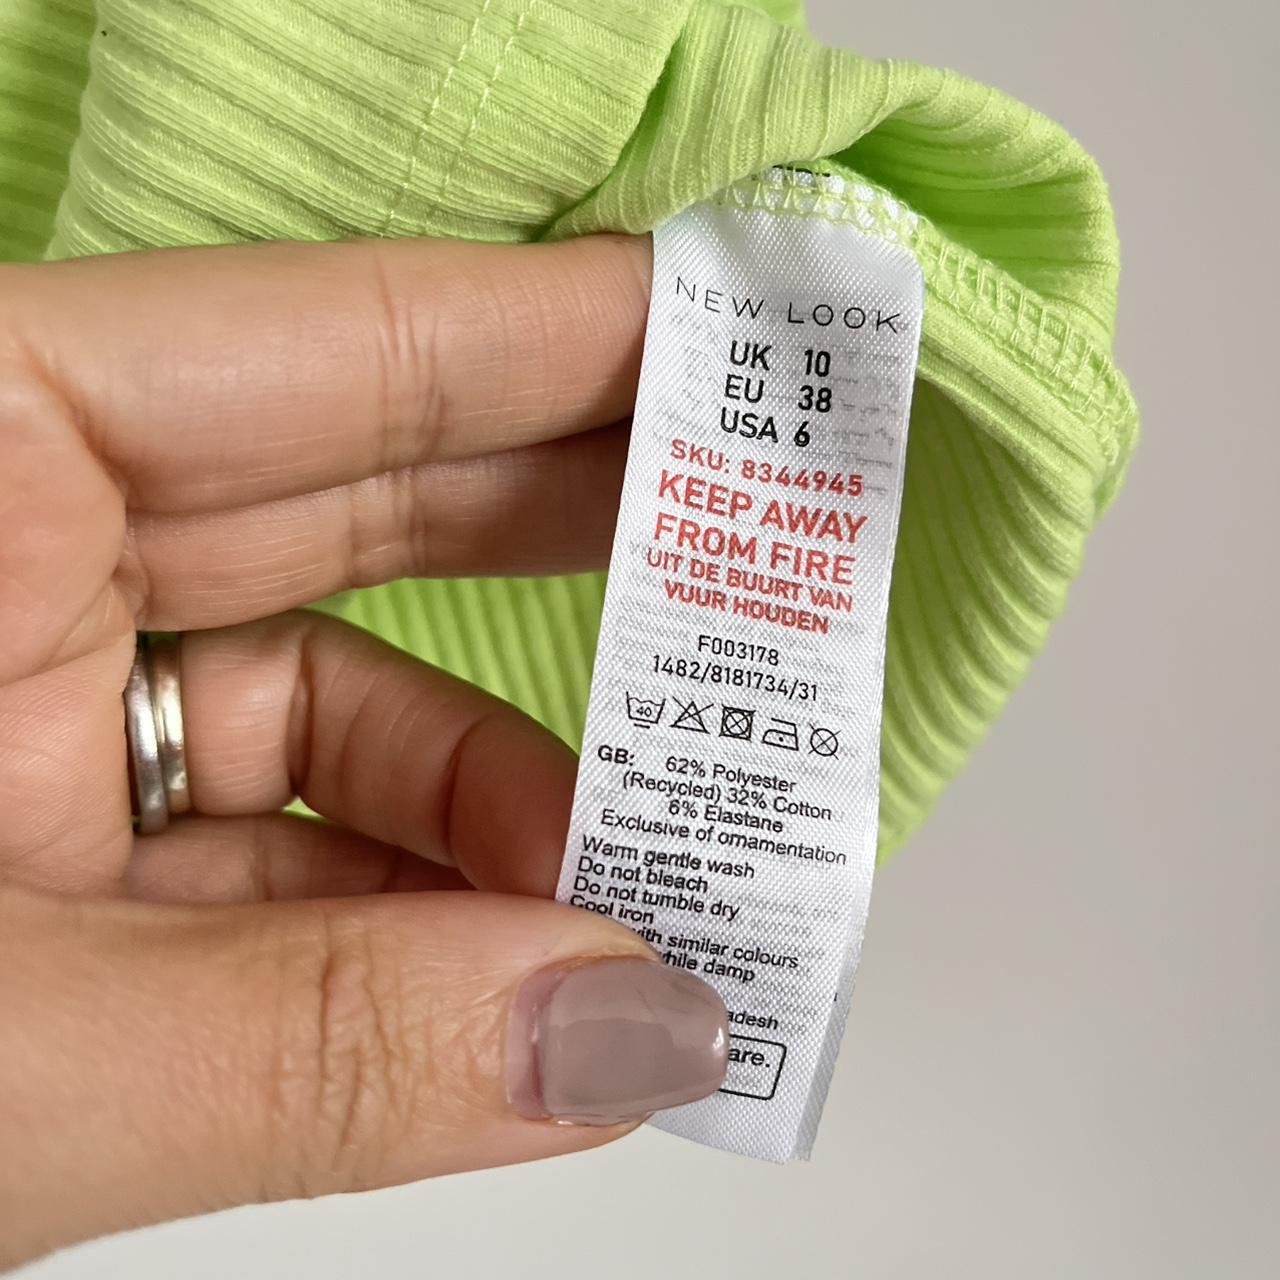 NEW LOOK
UK 10
EU 38
USA 6
SKU: 8344945
KEEP AWAY
FROM FIRE
UIT DE BUURT VAN
VUUR HOUDEN
F003178
1482/8181734/31
40
GB: 62% Polyester
(Recycled) 32% Cotton
6% Elastane
Exclusive of ornamentation
Warm gentle wash
Do not bleach
Do not tumble dry
Cool iron
with similar colours
while damp